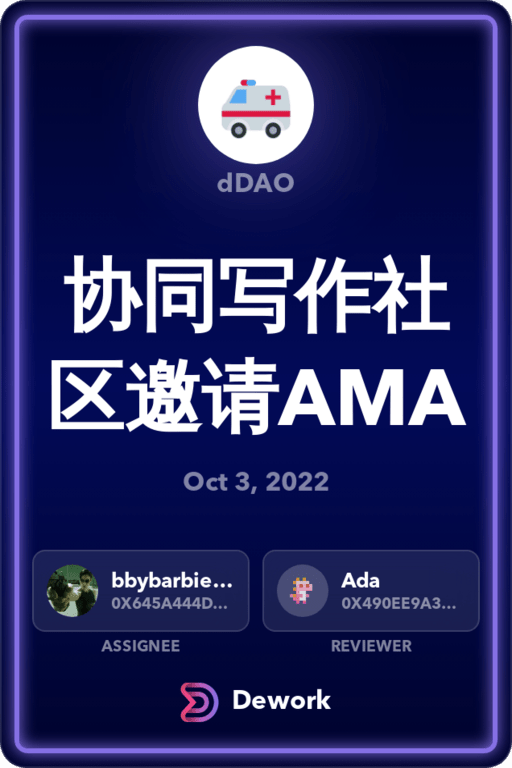 dDAO
协同写作社
区邀请AMA
Oct 3, 2022
bbybarbie...
0X645A444D...
Ada
0X490EE9A3...
ASSIGNEE
REVIEWER
Dework